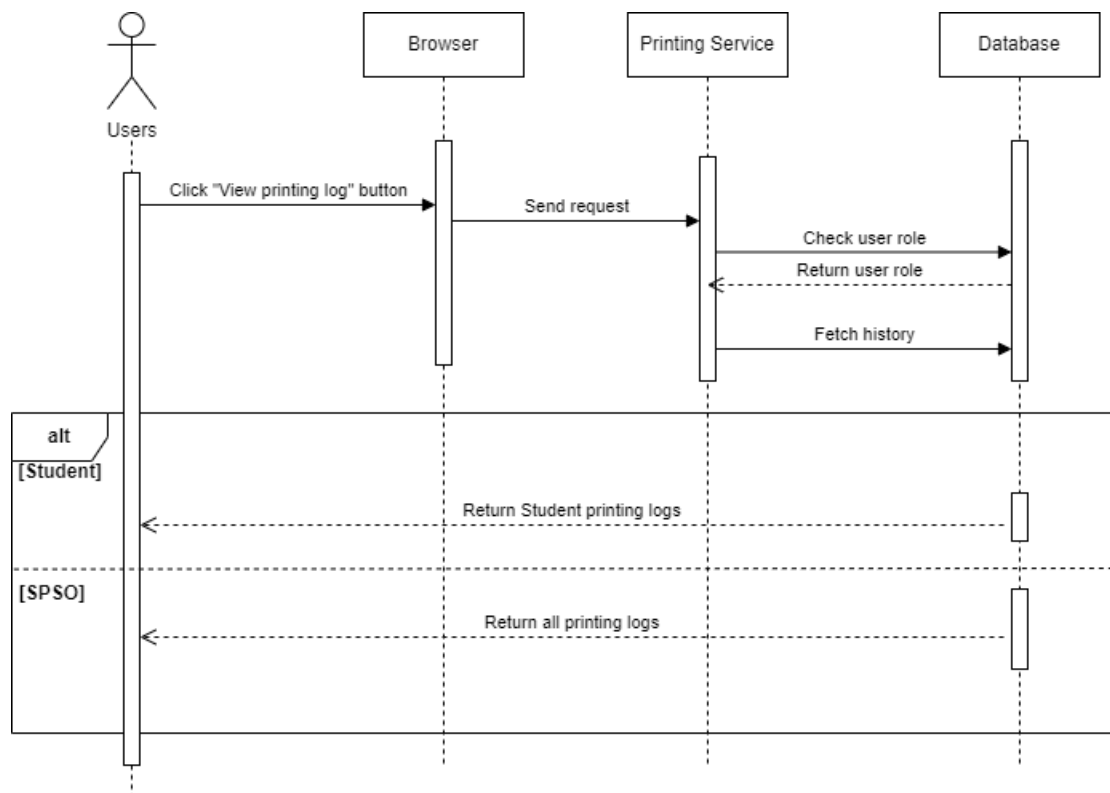 Browser
Printing Service
Database
Users
Click "View printing log" button
Send request
Check user role
Return user role
Fetch history
alt
[Student]
Return Student printing logs
[SPSO]
Return all printing logs